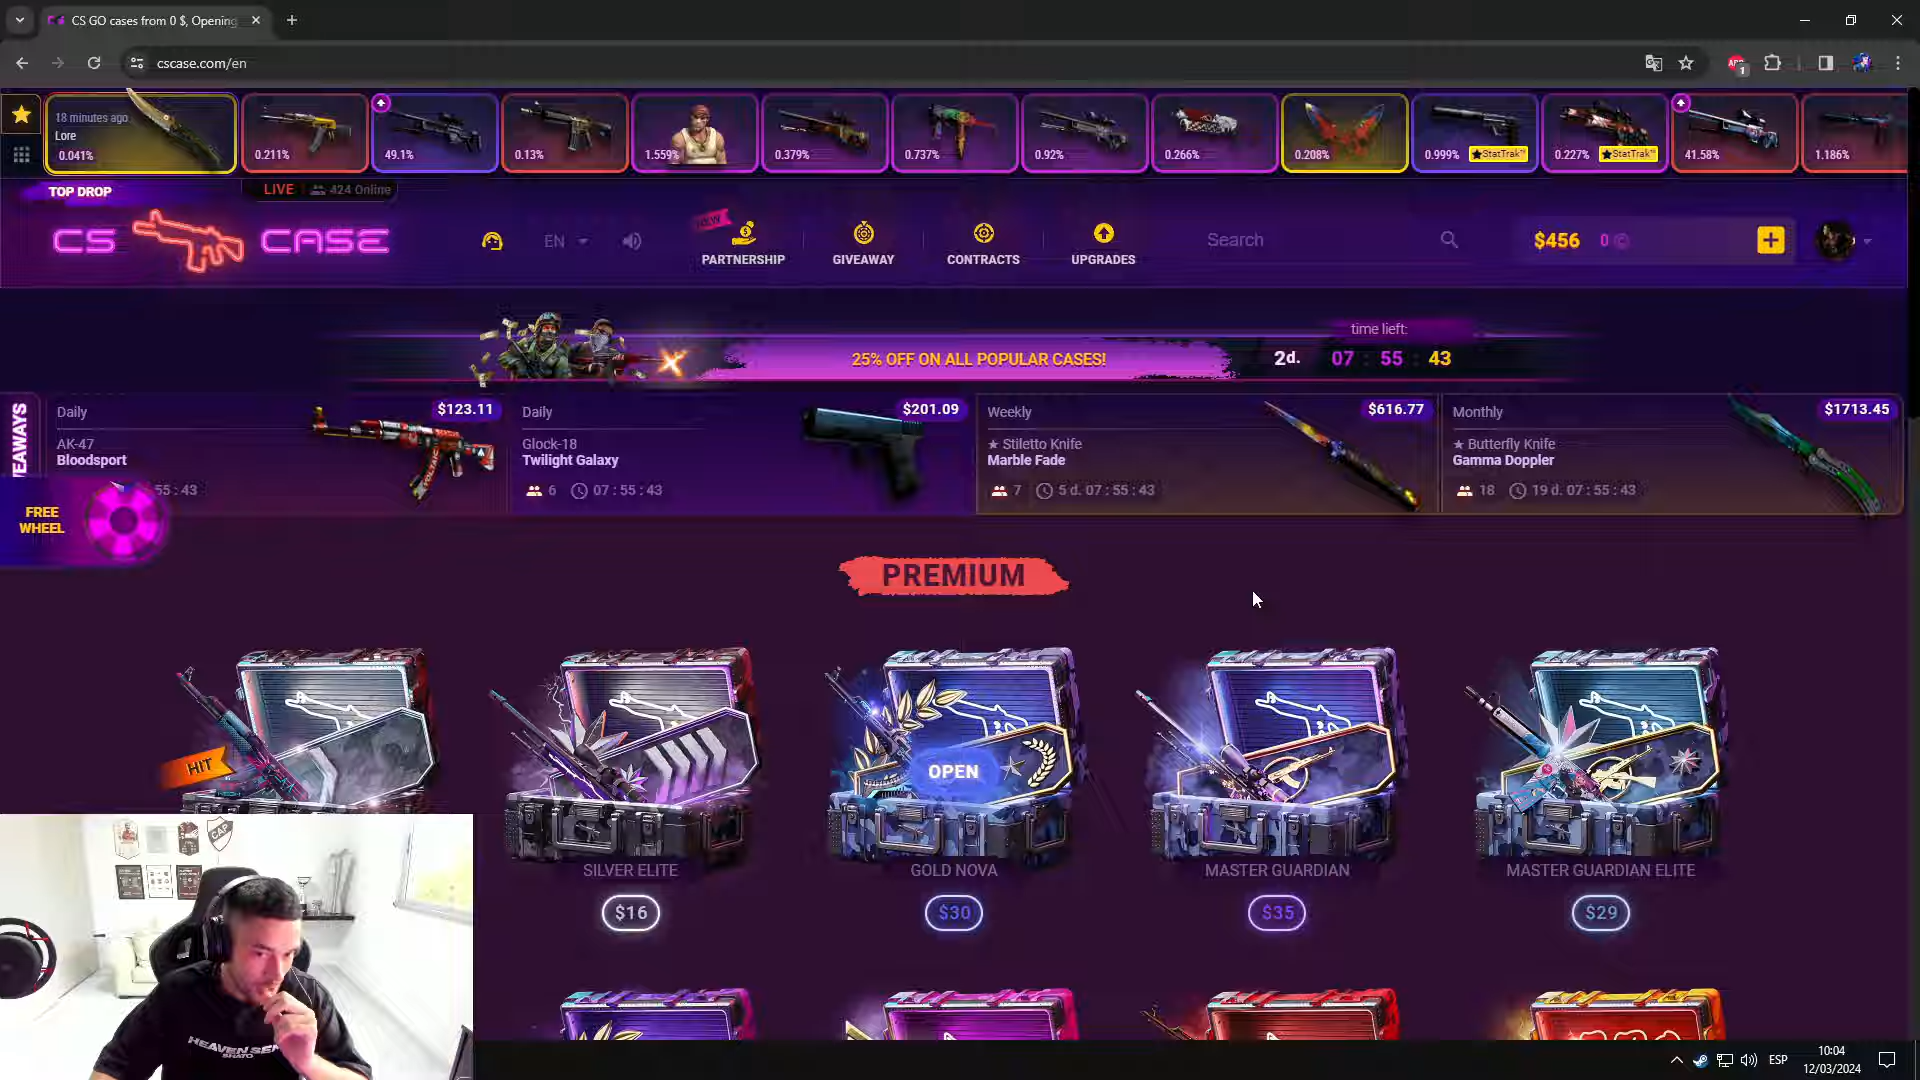 CS GO cases from 0 $, Opening
cscase.com/en
1
18 minutes ago
Lore
0.041%
0.211%
49.1%
0.13%
1.559%
0.379%
0.737%
0.92%
0.266%
0.208%
0.999%
StatTrak™
0.227%
StatTrak™
41.58%
1.186%
TOP DROP
LIVE
424 Online
CS CASE
EN
NEW
PARTNERSHIP
GIVEAWAY
CONTRACTS
UPGRADES
Search
$456
0
25% OFF ON ALL POPULAR CASES!
time left:
2d. 07 : 55 : 43
EAWAYS
Daily
$123.11
AK-47
Bloodsport
55 : 43
Daily
$201.09
Glock-18
Twilight Galaxy
6
07 : 55 : 43
Weekly
$616.77
★ Stiletto Knife
Marble Fade
7
5 d. 07 : 55 : 43
Monthly
$1713.45
★ Butterfly Knife
Gamma Doppler
18
19 d. 07 : 55 : 43
FREE
WHEEL
PREMIUM
HIT
OPEN
SILVER ELITE
GOLD NOVA
MASTER GUARDIAN
MASTER GUARDIAN ELITE
$16
$30
$35
$29
CAP
HEAVEN SEN
ESP
10:04
12/03/2024